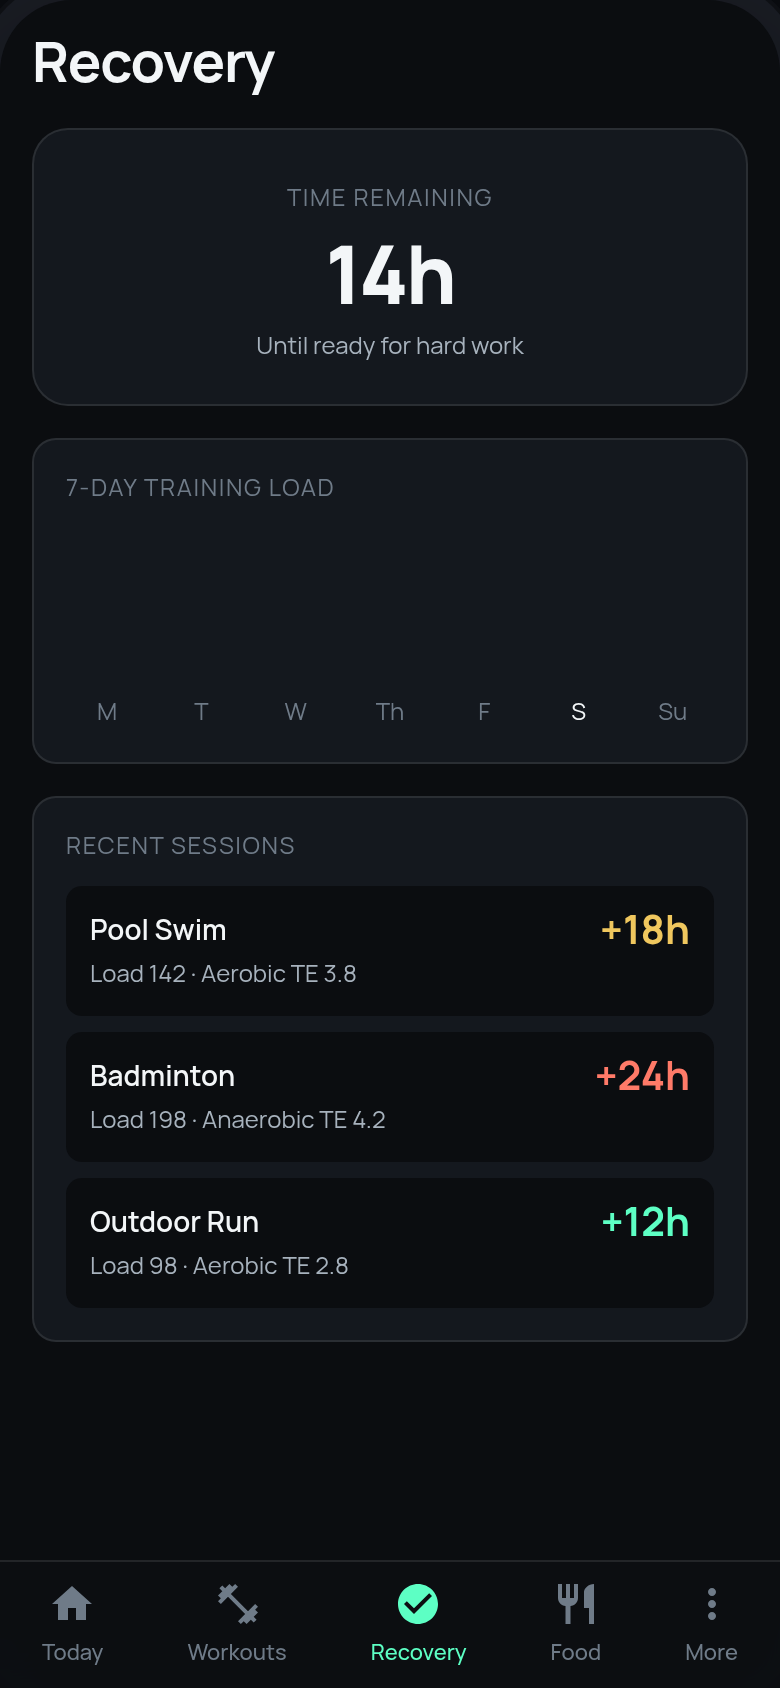 Recovery
TIME REMAINING
14h
Until ready for hard work
7-DAY TRAINING LOAD
M T W Th F S Su
RECENT SESSIONS
Pool Swim +18h
Load 142 · Aerobic TE 3.8
Badminton +24h
Load 198 · Anaerobic TE 4.2
Outdoor Run +12h
Load 98 · Aerobic TE 2.8
Today Workouts Recovery Food More